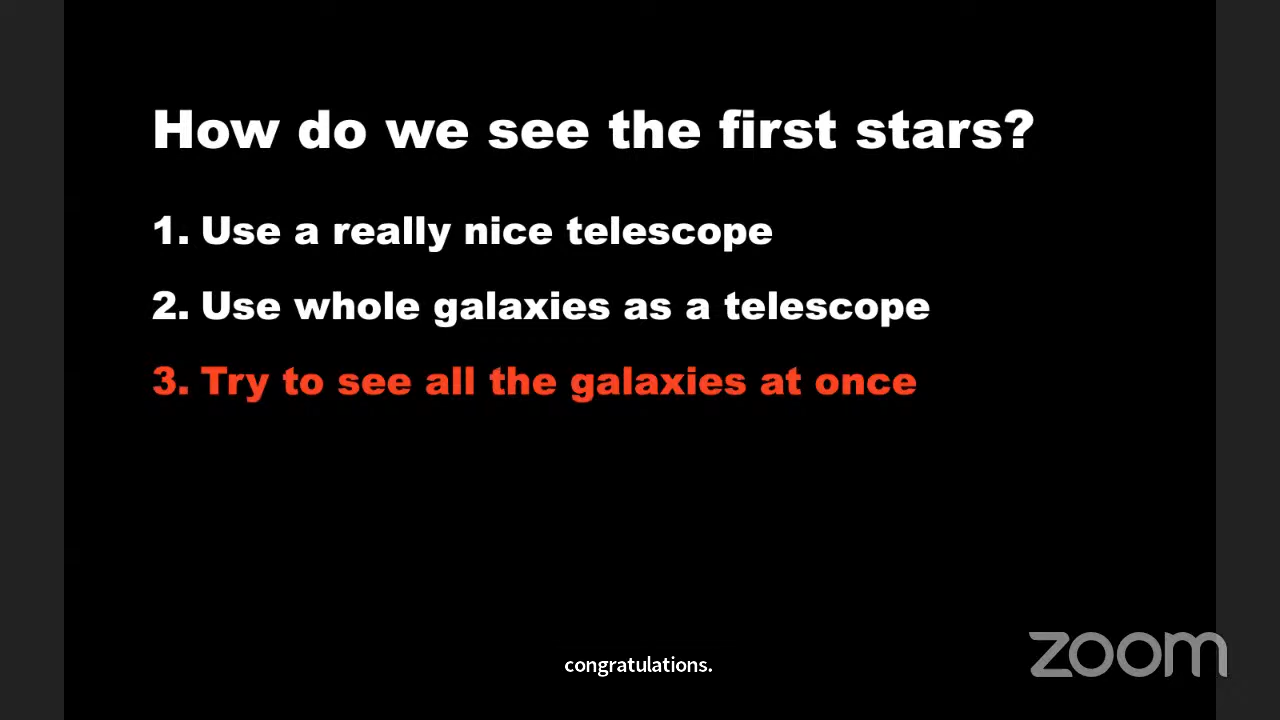 How do we see the first stars?
1. Use a really nice telescope
2. Use whole galaxies as a telescope
3. Try to see all the galaxies at once
congratulations.
zoom